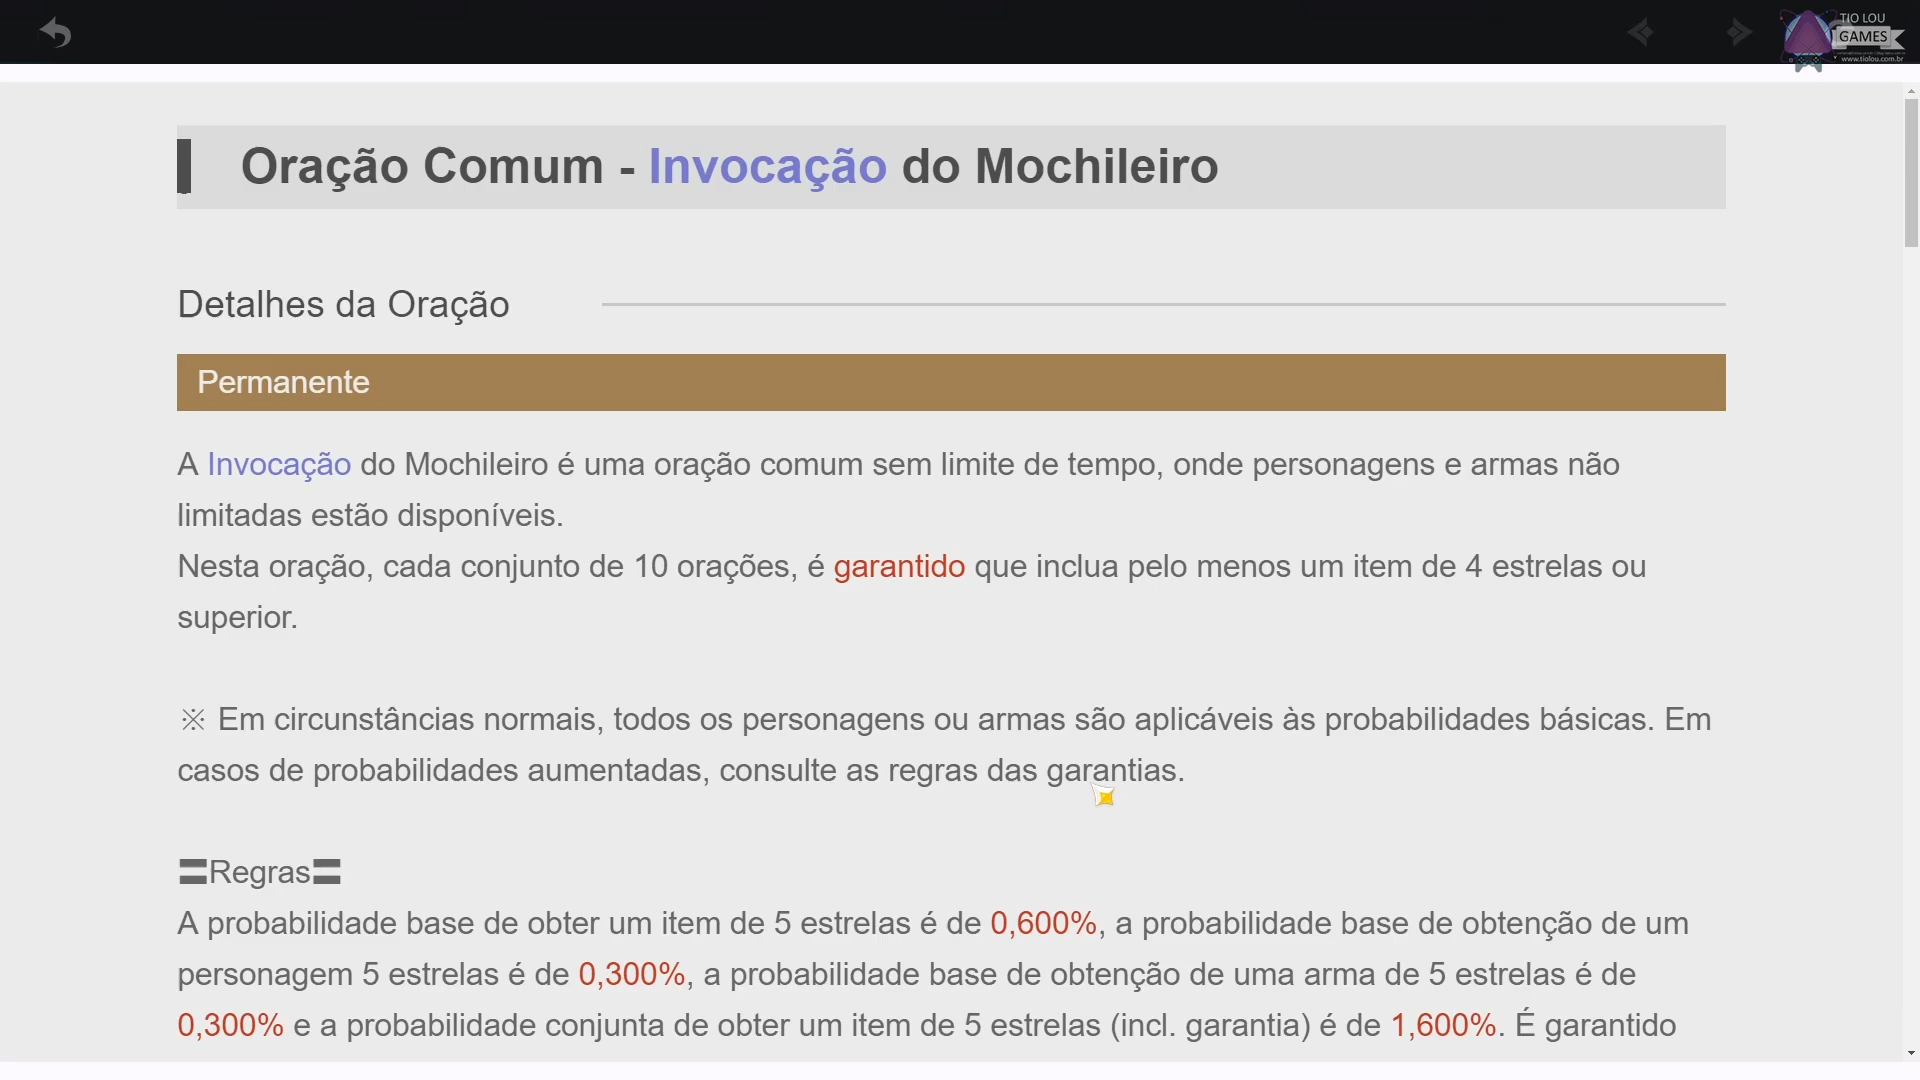 TIO LOU
GAMES
www.tiolou.com.br
Oração Comum - Invocação do Mochileiro
Detalhes da Oração
Permanente
A Invocação do Mochileiro é uma oração comum sem limite de tempo, onde personagens e armas não
limitadas estão disponíveis.
Nesta oração, cada conjunto de 10 orações, é garantido que inclua pelo menos um item de 4 estrelas ou
superior.
※ Em circunstâncias normais, todos os personagens ou armas são aplicáveis às probabilidades básicas. Em
casos de probabilidades aumentadas, consulte as regras das garantias.
〓Regras〓
A probabilidade base de obter um item de 5 estrelas é de 0,600%, a probabilidade base de obtenção de um
personagem 5 estrelas é de 0,300%, a probabilidade base de obtenção de uma arma de 5 estrelas é de
0,300% e a probabilidade conjunta de obter um item de 5 estrelas (incl. garantia) é de 1,600%. É garantido